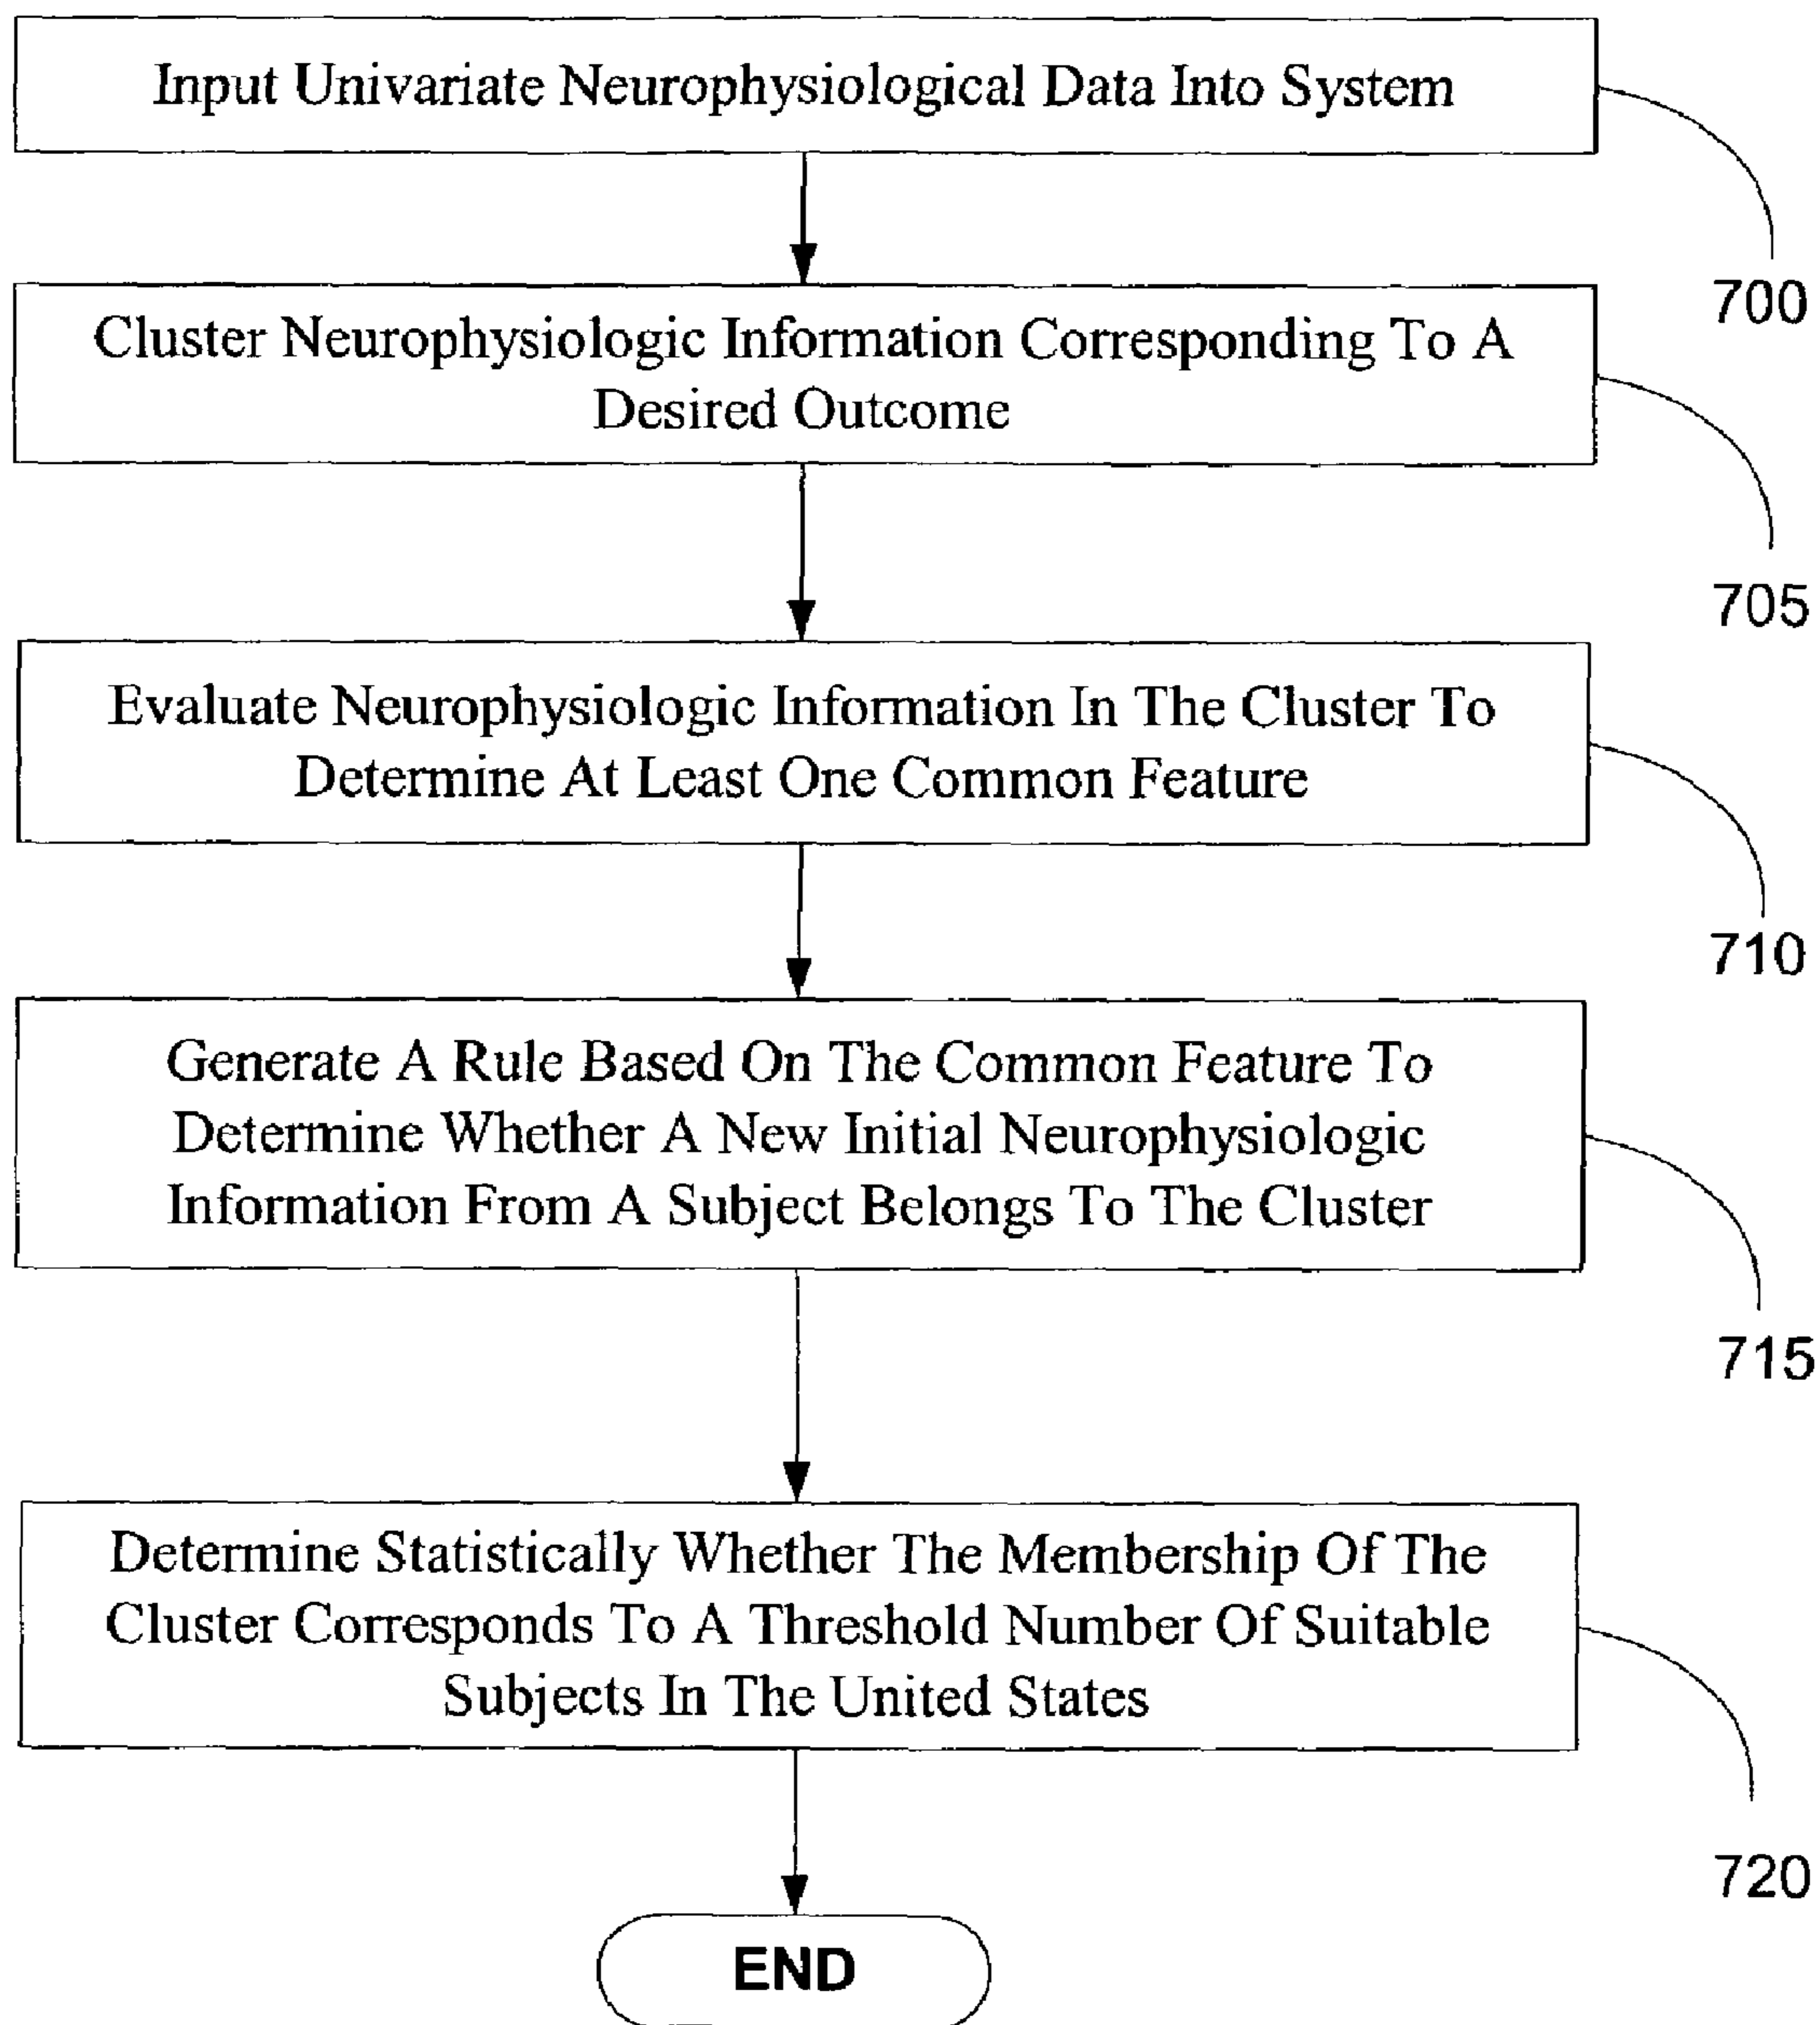 Input Univariate Neurophysiological Data Into System
700
Cluster Neurophysiologic Information Corresponding To A
Desired Outcome
705
Evaluate Neurophysiologic Information In The Cluster To
Determine At Least One Common Feature
710
Generate A Rule Based On The Common Feature To
Determine Whether A New Initial Neurophysiologic
Information From A Subject Belongs To The Cluster
715
Determine Statistically Whether The Membership Of The
Cluster Corresponds To A Threshold Number Of Suitable
Subjects In The United States
720
END